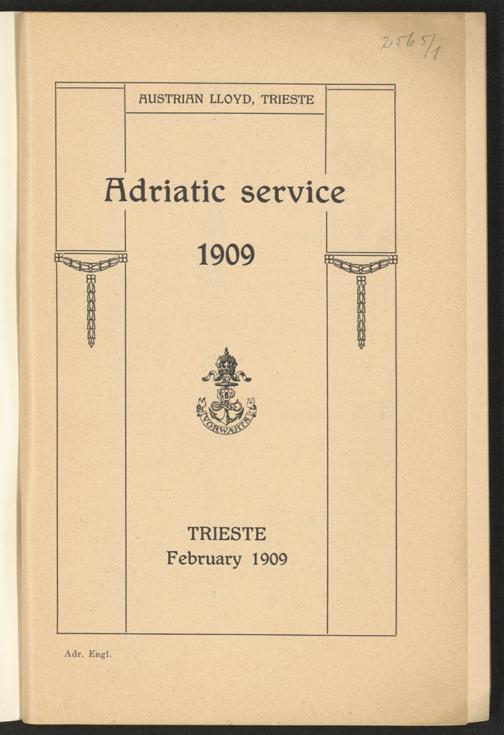 2565/1
AUSTRIAN LLOYD, TRIESTE
Adriatic service
1909
VORWÄRTS
TRIESTE
February 1909
Adr. Engl.